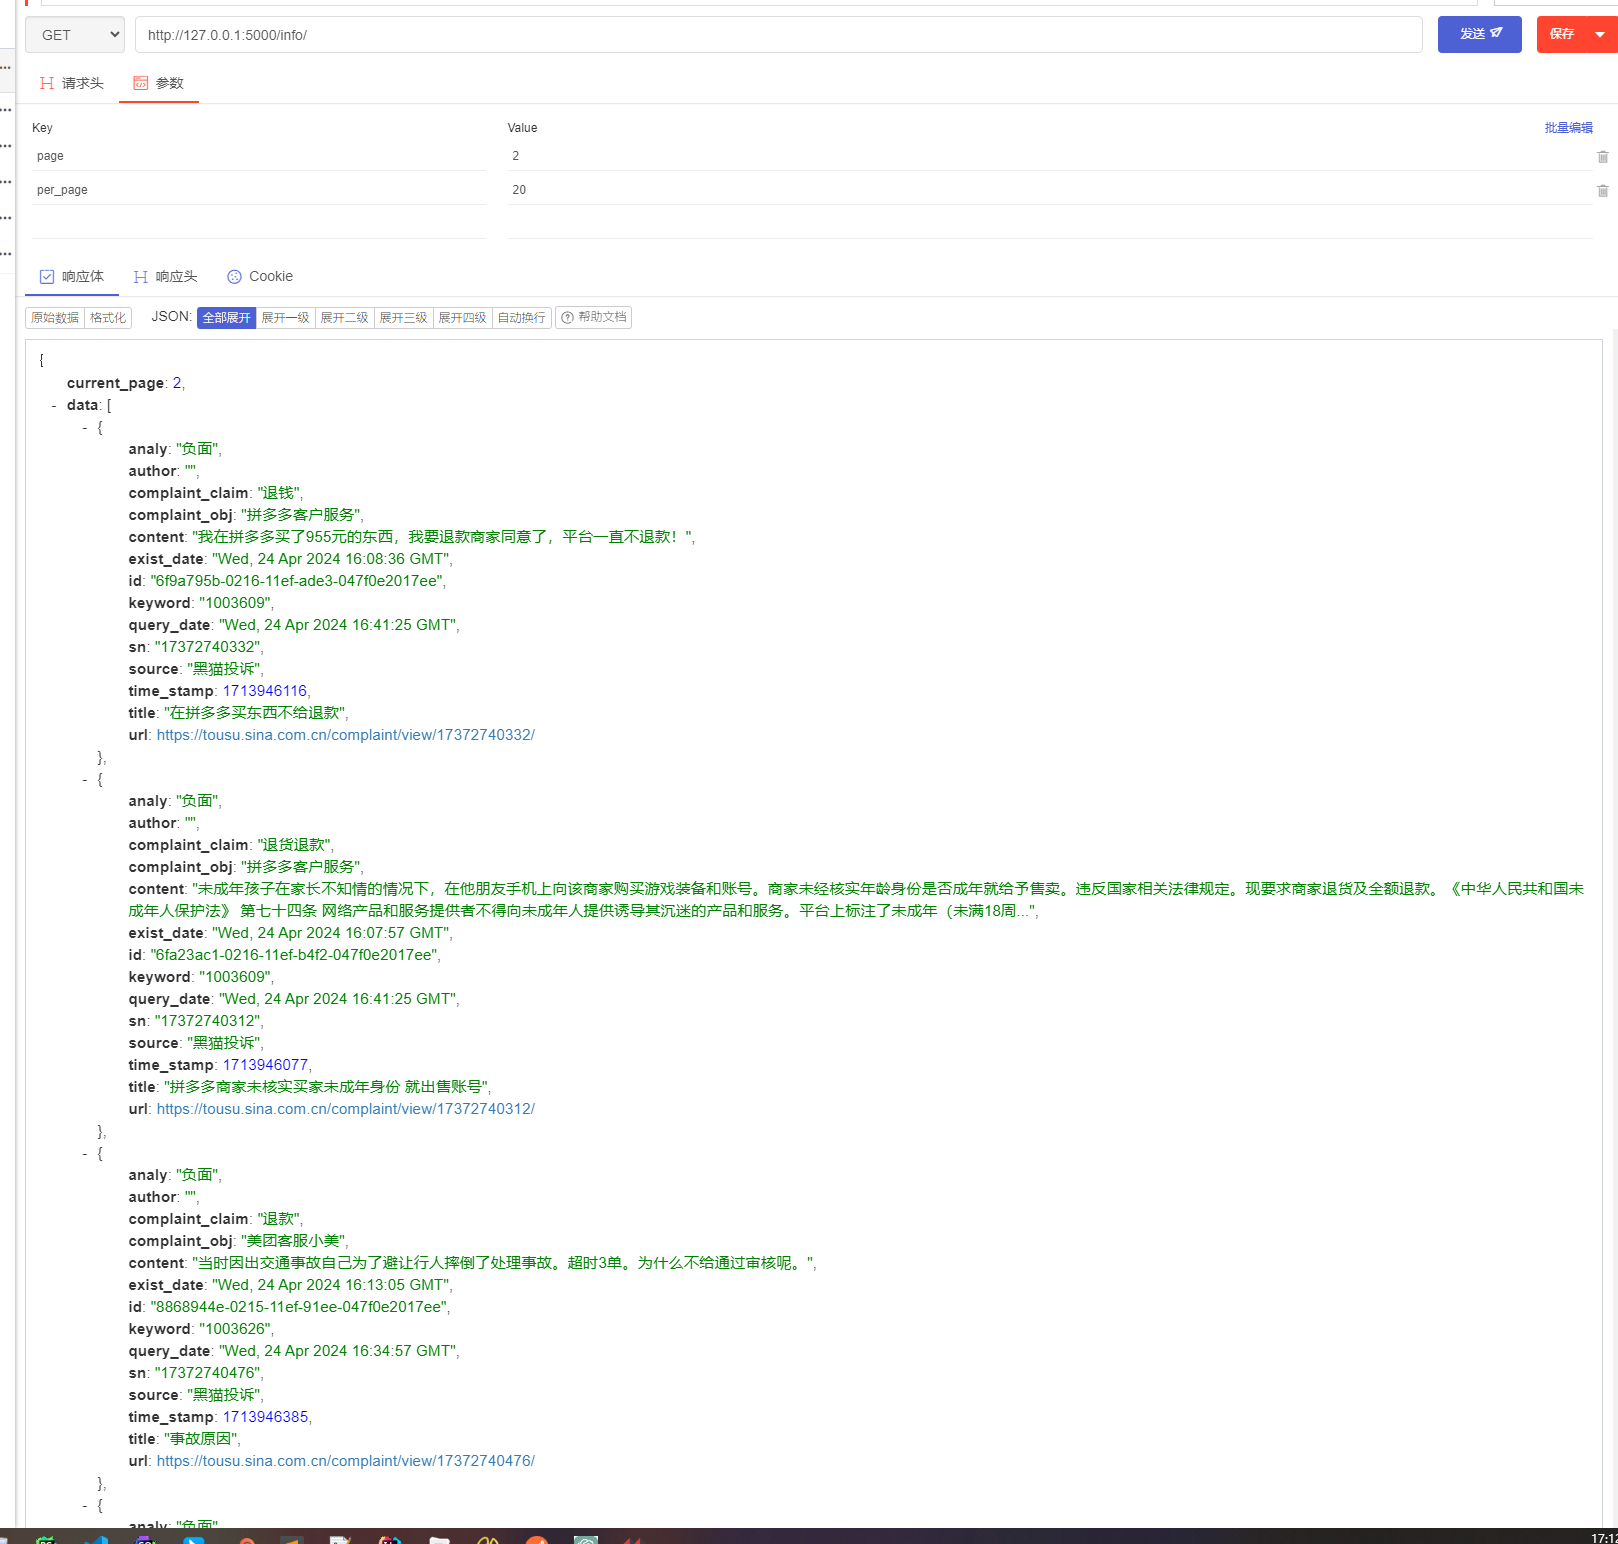 GET http://127.0.0.1:5000/info/ 发送 保存
请求头 参数
Key Value 批量编辑
page 2
per_page 20
响应体 响应头 Cookie
原始数据 格式化 JSON: 全部展开 展开一级 展开二级 展开三级 展开四级 自动换行 帮助文档
{
current_page: 2,
- data: [
- {
analy: "负面",
author: "",
complaint_claim: "退钱",
complaint_obj: "拼多多客户服务",
content: "我在拼多多买了955元的东西，我要退款商家同意了，平台一直不退款！",
exist_date: "Wed, 24 Apr 2024 16:08:36 GMT",
id: "6f9a795b-0216-11ef-ade3-047f0e2017ee",
keyword: "1003609",
query_date: "Wed, 24 Apr 2024 16:41:25 GMT",
sn: "17372740332",
source: "黑猫投诉",
time_stamp: 1713946116,
title: "在拼多多买东西不给退款",
url: https://tousu.sina.com.cn/complaint/view/17372740332/
},
- {
analy: "负面",
author: "",
complaint_claim: "退货退款",
complaint_obj: "拼多多客户服务",
content: "未成年孩子在家长不知情的情况下，在他朋友手机上向该商家购买游戏装备和账号。商家未经核实年龄身份是否成年就给予售卖。违反国家相关法律规定。现要求商家退货及全额退款。《中华人民共和国未
成年人保护法》 第七十四条 网络产品和服务提供者不得向未成年人提供诱导其沉迷的产品和服务。平台上标注了未成年（未满18周...",
exist_date: "Wed, 24 Apr 2024 16:07:57 GMT",
id: "6fa23ac1-0216-11ef-b4f2-047f0e2017ee",
keyword: "1003609",
query_date: "Wed, 24 Apr 2024 16:41:25 GMT",
sn: "17372740312",
source: "黑猫投诉",
time_stamp: 1713946077,
title: "拼多多商家未核实买家未成年身份 就出售账号",
url: https://tousu.sina.com.cn/complaint/view/17372740312/
},
- {
analy: "负面",
author: "",
complaint_claim: "退款",
complaint_obj: "美团客服小美",
content: "当时因出交通事故自己为了避让行人摔倒了处理事故。超时3单。为什么不给通过审核呢。",
exist_date: "Wed, 24 Apr 2024 16:13:05 GMT",
id: "8868944e-0215-11ef-91ee-047f0e2017ee",
keyword: "1003626",
query_date: "Wed, 24 Apr 2024 16:34:57 GMT",
sn: "17372740476",
source: "黑猫投诉",
time_stamp: 1713946385,
title: "事故原因",
url: https://tousu.sina.com.cn/complaint/view/17372740476/
},
- {
analy: "负面"
17:12